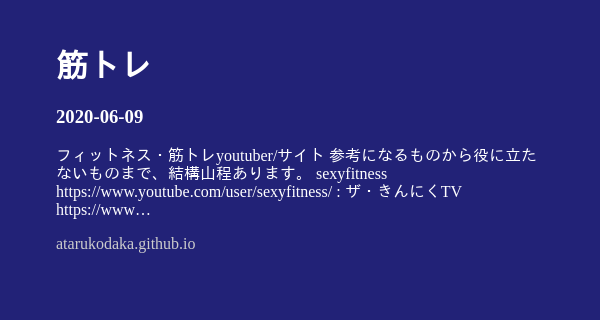 筋トレ
2020-06-09
フィットネス・筋トレyoutuber/サイト 参考になるものから役に立た
ないものまで、結構山程あります。 sexyfitness
https://www.youtube.com/user/sexyfitness/ : ザ・きんにくTV
https://www…
atarukodaka.github.io